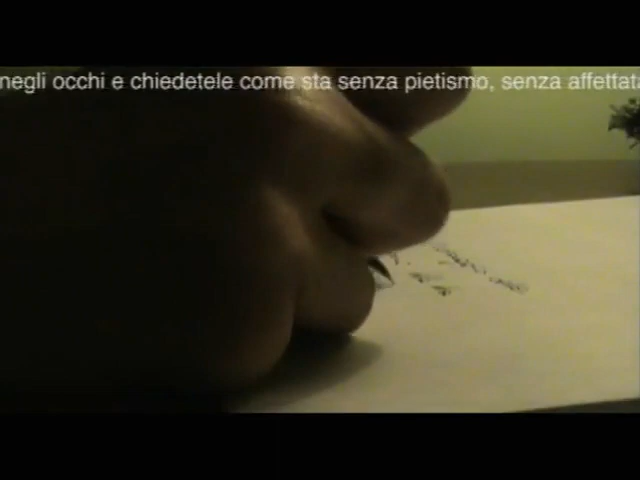 negli occhi e chiedetele come sta senza pietismo, senza affettata